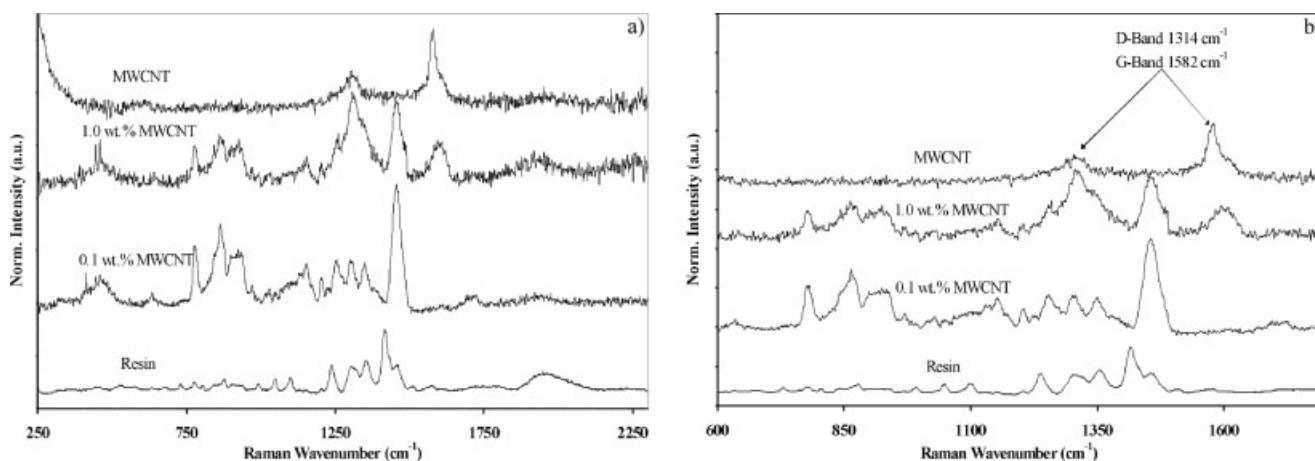 a)
MWCNT
1.0 wt.% MWCNT
0.1 wt.% MWCNT
Resin
Norm. Intensity (a.u.)
250 750 1250 1750 2250
Raman Wavenumber (cm⁻¹)
b
D-Band 1314 cm⁻¹
G-Band 1582 cm⁻¹
MWCNT
1.0 wt.% MWCNT
0.1 wt.% MWCNT
Resin
Norm. Intensity (a.u.)
600 850 1100 1350 1600
Raman Wavenumber (cm⁻¹)